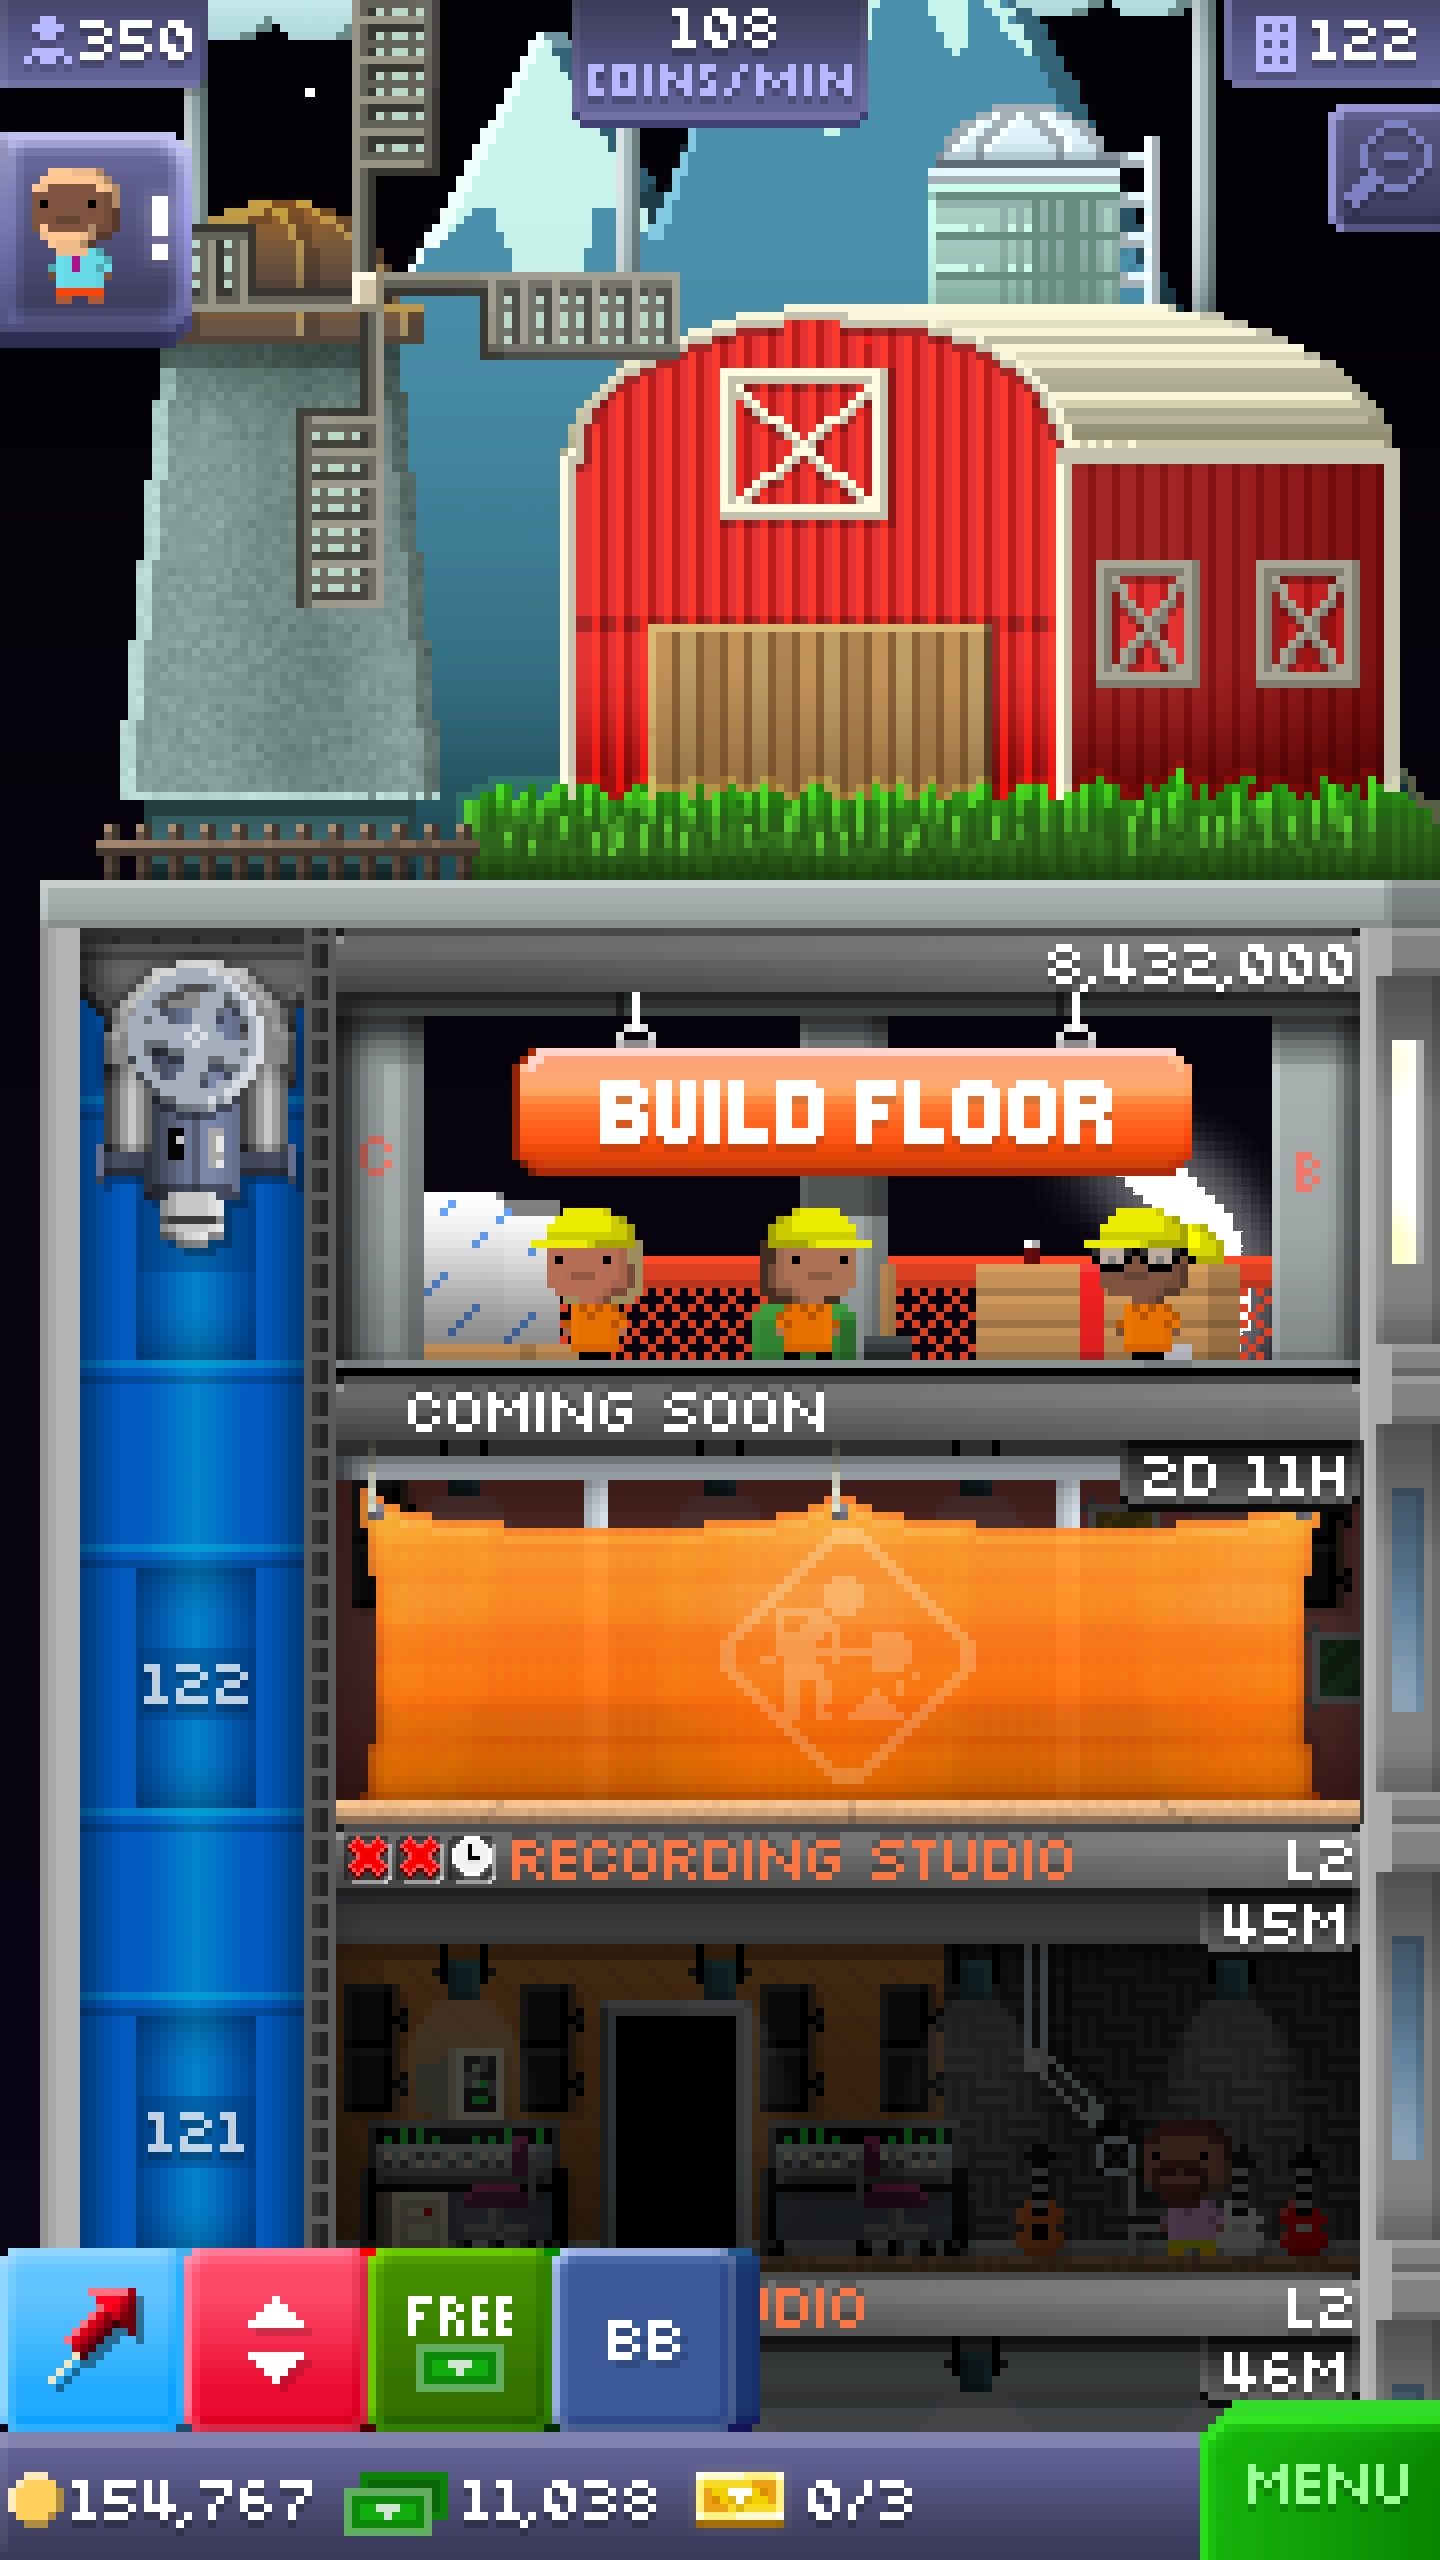 350
108
COINS/MIN
122
!
8,432,000
BUILD FLOOR
C
B
COMING SOON
2D 11H
122
RECORDING STUDIO
L2
45M
121
FREE
BB
UDIO
L2
46M
154,767
11,038
0/3
MENU